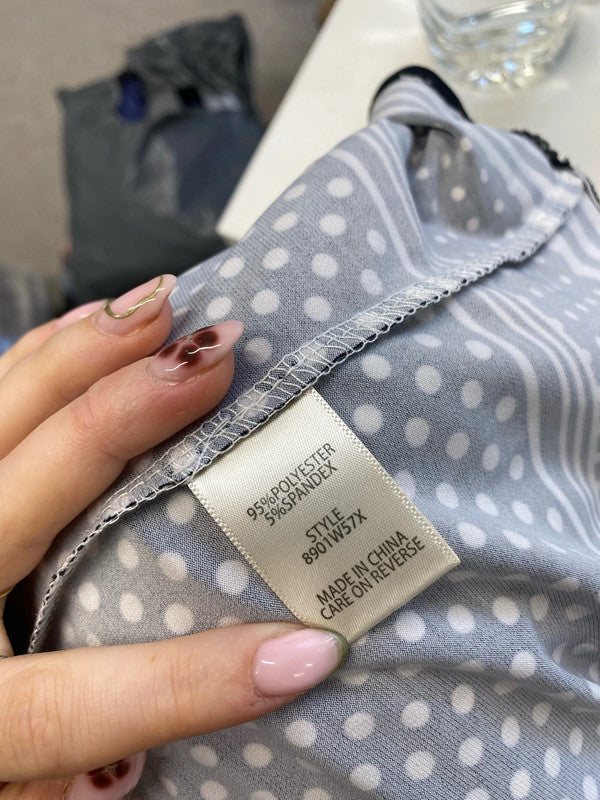 95%POLYESTER
5%SPANDEX
STYLE
8901W57X
MADE IN CHINA
CARE ON REVERSE